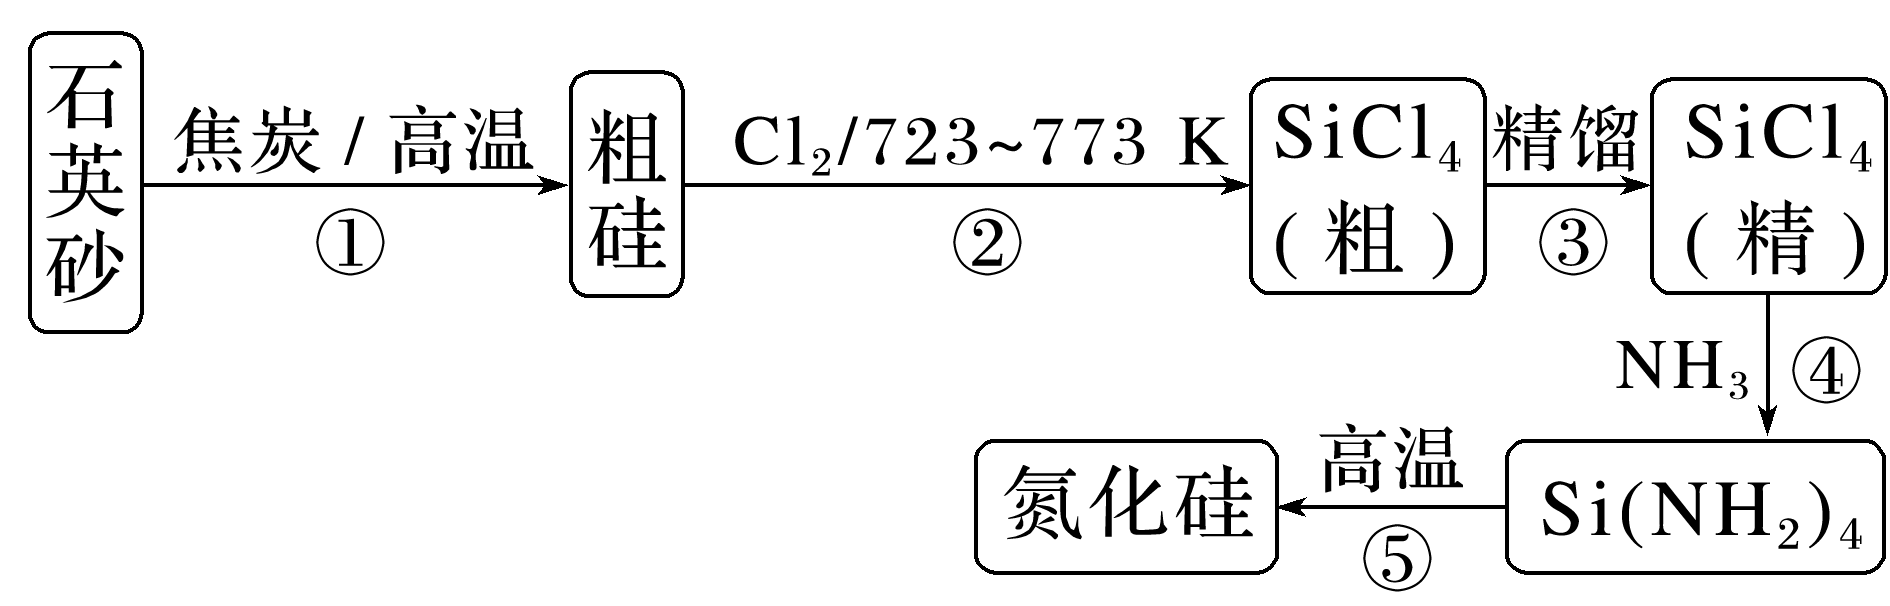 石英砂
焦炭/高温
①
粗硅
Cl₂/723~773 K
②
SiCl₄
(粗)
精馏
③
SiCl₄
(精)
NH₃
④
Si(NH₂)₄
高温
⑤
氮化硅